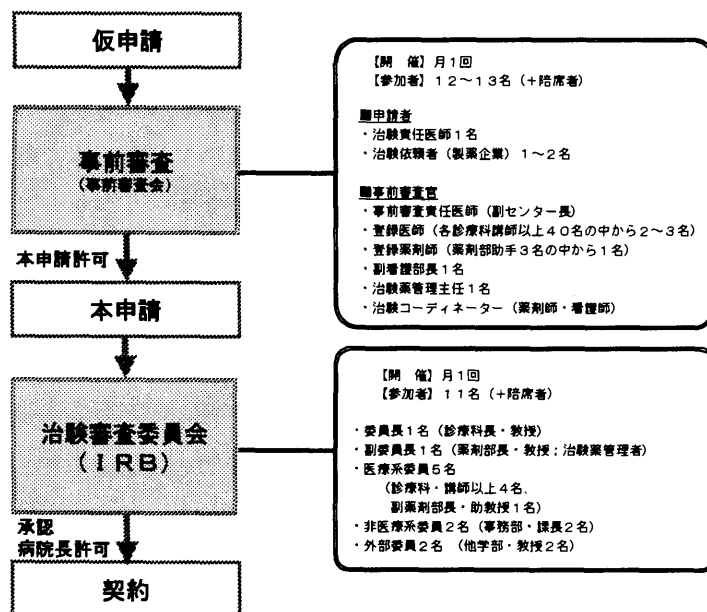 仮申請
事前審査
(事前審査会)
本申請許可
本申請
治験審査委員会
(IRB)
承認
病院長許可
契約
【開 催】月1回
【参加者】12～13名(+陪席者)
■申請者
・治験責任医師1名
・治験依頼者(製薬企業)1～2名
■事前審査官
・事前審査責任医師(副センター長)
・登録医師(各診療科講師以上40名の中から2～3名)
・登録薬剤師(薬剤部助手3名の中から1名)
・副看護部長1名
・治験薬管理主任1名
・治験コーディネーター(薬剤師・看護師)
【開 催】月1回
【参加者】11名(+陪席者)
・委員長1名(診療科長・教授)
・副委員長1名(薬剤部長・教授;治験薬管理者)
・医療系委員5名
(診療科・講師以上4名、
副薬剤部長・助教授1名)
・非医療系委員2名(事務部・課長2名)
・外部委員2名(他学部・教授2名)